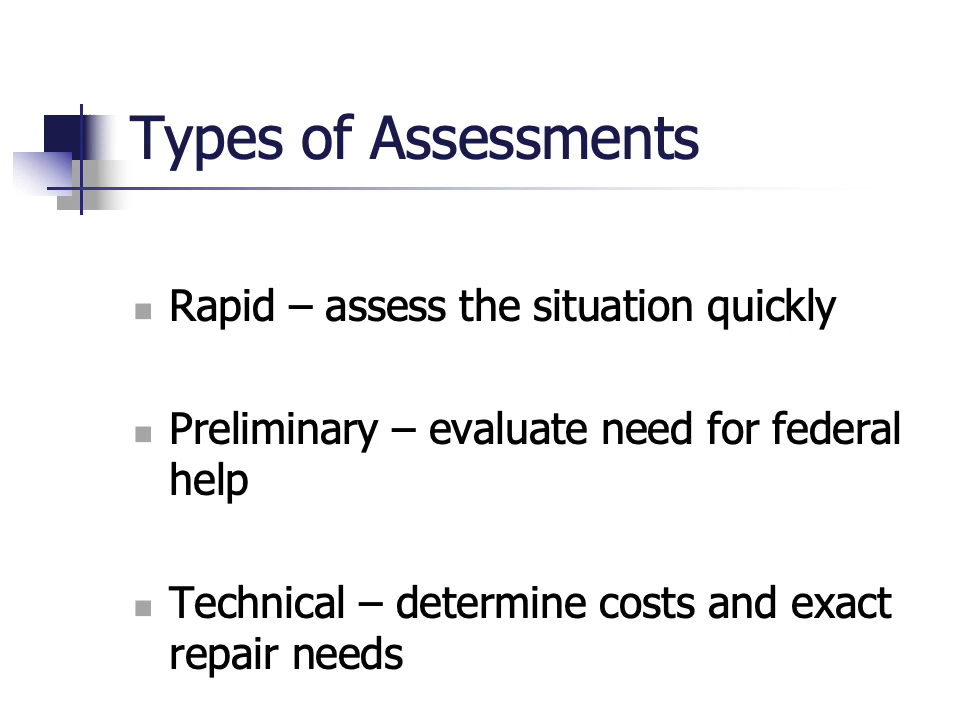 Types of Assessments
Rapid – assess the situation quickly
Preliminary – evaluate need for federal
help
Technical – determine costs and exact
repair needs